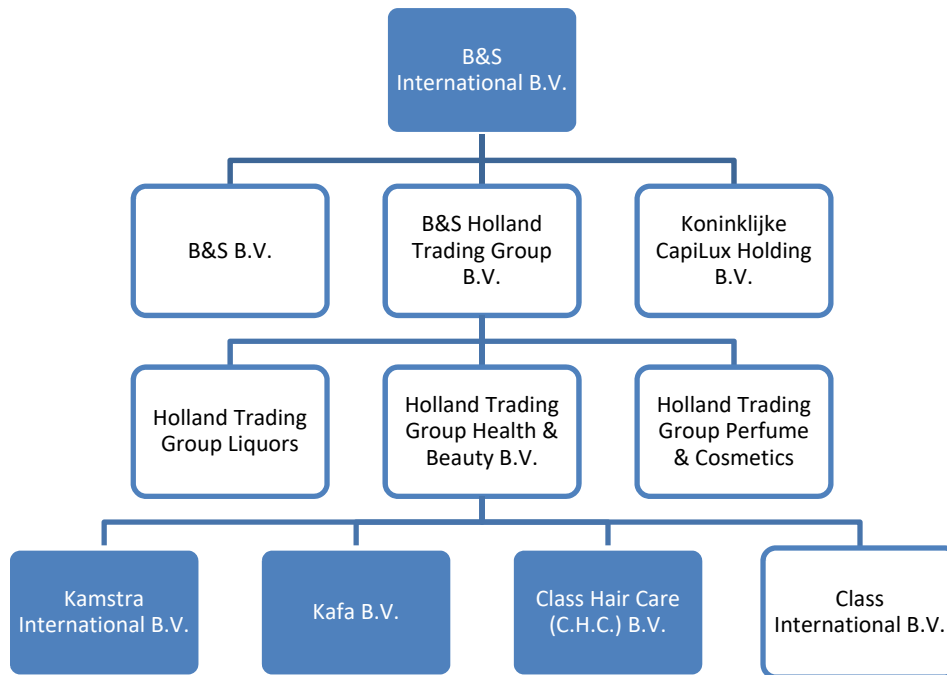 B&S
International B.V.
B&S B.V.
B&S Holland
Trading Group
B.V.
Koninklijke
CapiLux Holding
B.V.
Holland Trading
Group Liquors
Holland Trading
Group Health &
Beauty B.V.
Holland Trading
Group Perfume
& Cosmetics
Kamstra
International B.V.
Kafa B.V.
Class Hair Care
(C.H.C.) B.V.
Class
International B.V.